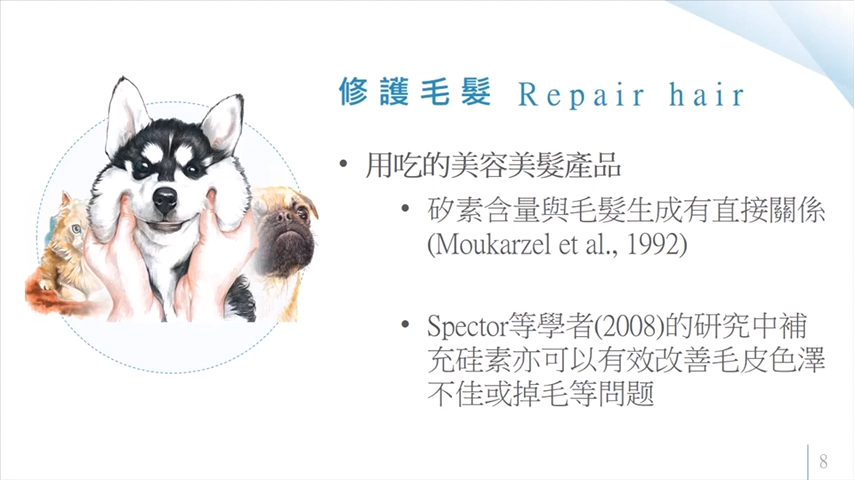 修護毛髮 Repair hair
• 用吃的美容美髮產品
• 矽素含量與毛髮生成有直接關係
(Moukarzel et al., 1992)
• Spector等學者(2008)的研究中補
充硅素亦可以有效改善毛皮色澤
不佳或掉毛等問題
8